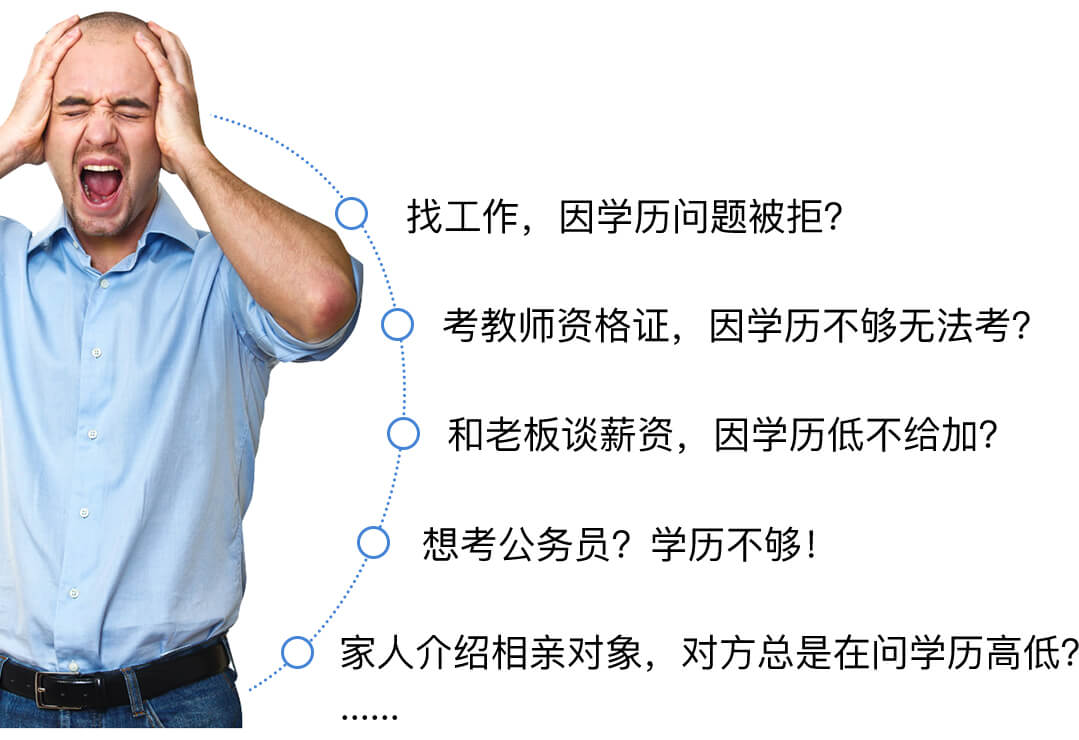 找工作，因学历问题被拒？
考教师资格证，因学历不够无法考？
和老板谈薪资，因学历低不给加？
想考公务员？学历不够！
家人介绍相亲对象，对方总是在问学历高低？
......